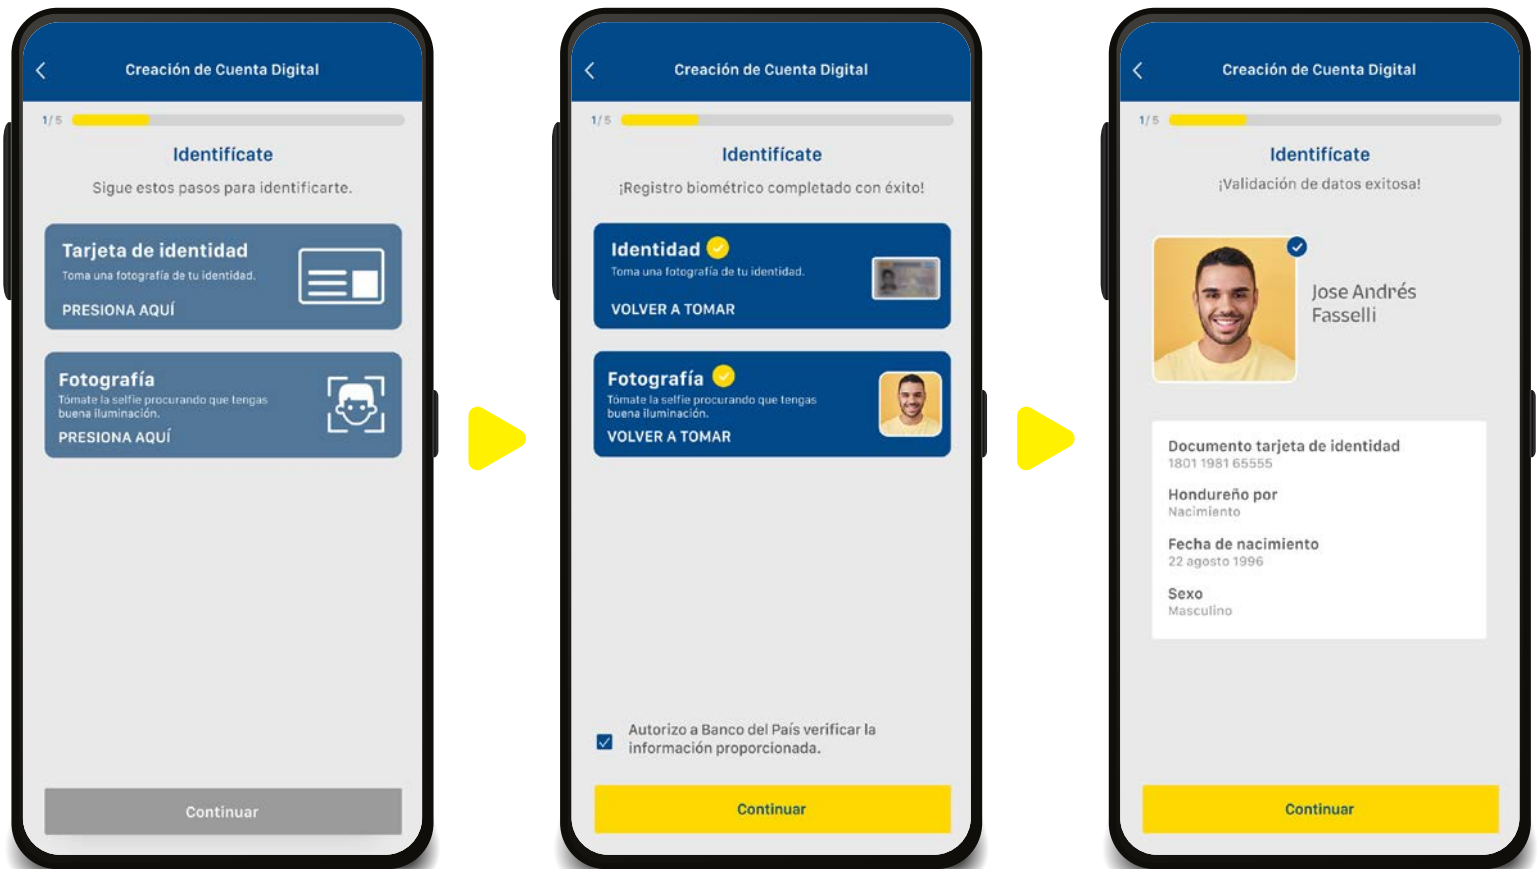 Creación de Cuenta Digital
1/5
Identifícate
Sigue estos pasos para identificarte.
Tarjeta de identidad
Toma una fotografía de tu identidad.
PRESIONA AQUÍ
Fotografía
Tómate la selfie procurando que tengas
buena iluminación.
PRESIONA AQUÍ
Continuar
Creación de Cuenta Digital
1/5
Identifícate
¡Registro biométrico completado con éxito!
Identidad
Toma una fotografía de tu identidad.
VOLVER A TOMAR
Fotografía
Tómate la selfie procurando que tengas
buena iluminación.
VOLVER A TOMAR
Autorizo a Banco del País verificar la
información proporcionada.
Continuar
Creación de Cuenta Digital
1/5
Identifícate
¡Validación de datos exitosa!
Jose Andrés
Fasselli
Documento tarjeta de identidad
1801 1981 65555
Hondureño por
Nacimiento
Fecha de nacimiento
22 agosto 1996
Sexo
Masculino
Continuar